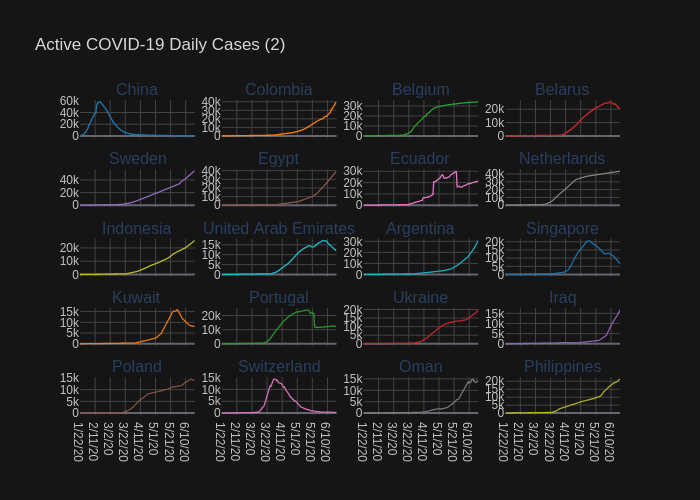 Active COVID-19 Daily Cases (2)
China Colombia Belgium Belarus
60k
40k
20k
0
40k
30k
20k
10k
0
30k
20k
10k
0
20k
10k
0
Sweden Egypt Ecuador Netherlands
40k
20k
0
40k
30k
20k
10k
0
30k
20k
10k
0
40k
30k
20k
10k
0
Indonesia United Arab Emirates Argentina Singapore
20k
10k
0
15k
10k
5k
0
30k
20k
10k
0
20k
15k
10k
5k
0
Kuwait Portugal Ukraine Iraq
15k
10k
5k
0
20k
10k
0
20k
15k
10k
5k
0
15k
10k
5k
0
Poland Switzerland Oman Philippines
15k
10k
5k
0
15k
10k
5k
0
15k
10k
5k
0
20k
15k
10k
5k
0
1/22/20 2/11/20 3/2/20 3/22/20 4/11/20 5/1/20 5/21/20 6/10/20
1/22/20 2/11/20 3/2/20 3/22/20 4/11/20 5/1/20 5/21/20 6/10/20
1/22/20 2/11/20 3/2/20 3/22/20 4/11/20 5/1/20 5/21/20 6/10/20
1/22/20 2/11/20 3/2/20 3/22/20 4/11/20 5/1/20 5/21/20 6/10/20